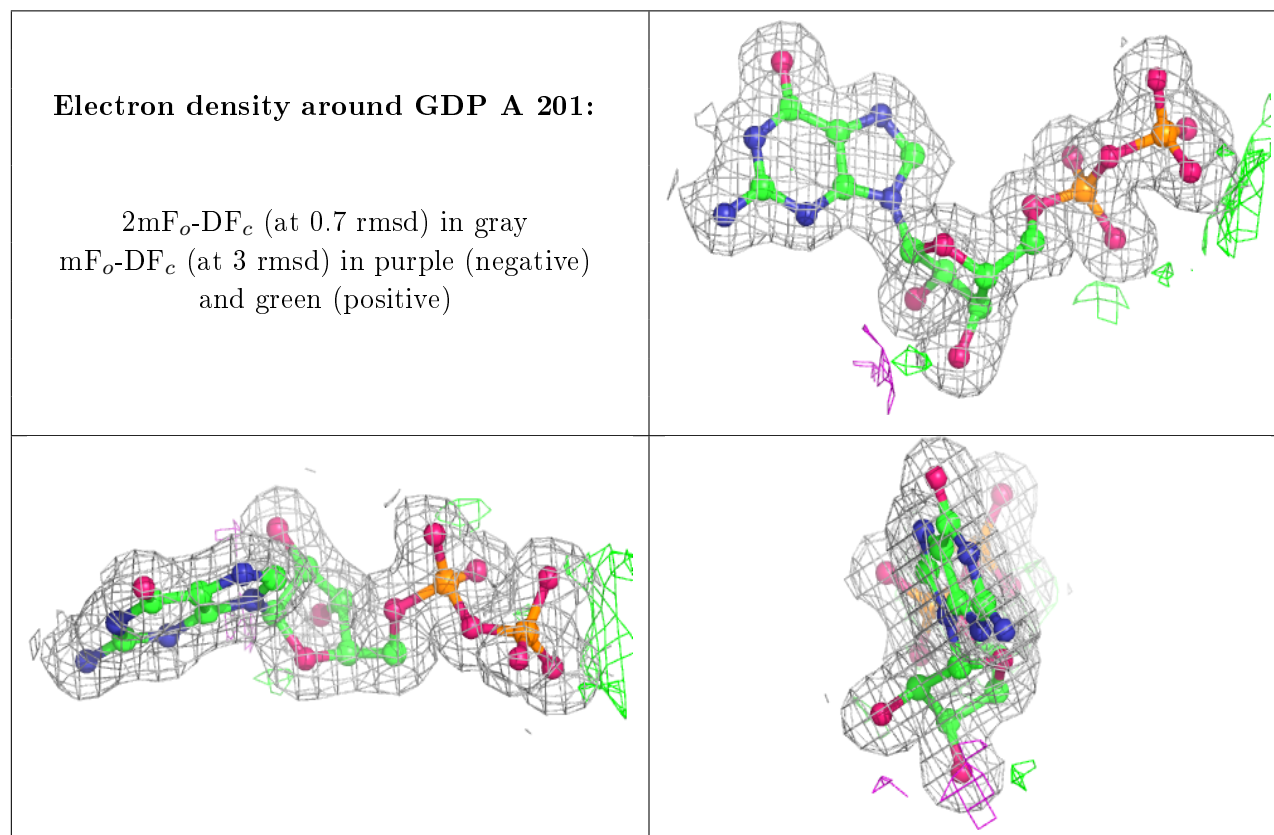 Electron density around GDP A 201:
2mFₒ-DF𝒸 (at 0.7 rmsd) in gray
mFₒ-DF𝒸 (at 3 rmsd) in purple (negative)
and green (positive)